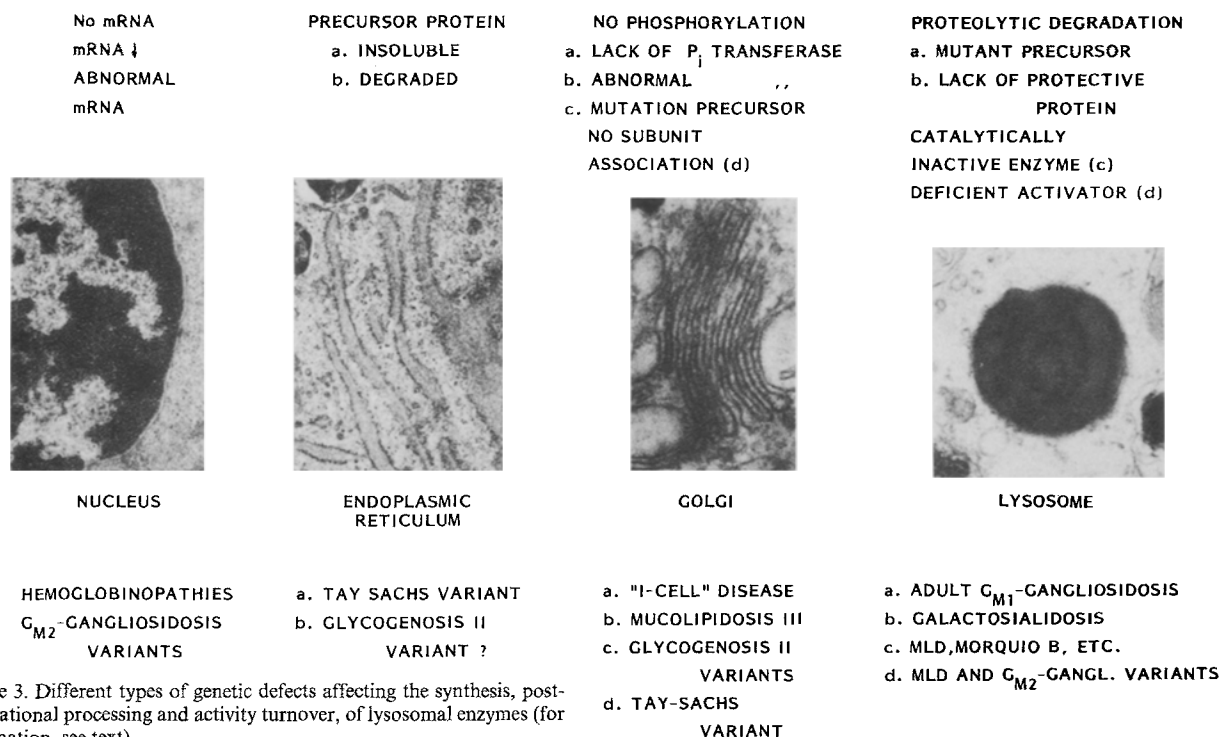 No mRNA
mRNA ↓
ABNORMAL
mRNA
PRECURSOR PROTEIN
a. INSOLUBLE
b. DEGRADED
NO PHOSPHORYLATION
a. LACK OF Pi TRANSFERASE
b. ABNORMAL ,,
c. MUTATION PRECURSOR
NO SUBUNIT
ASSOCIATION (d)
PROTEOLYTIC DEGRADATION
a. MUTANT PRECURSOR
b. LACK OF PROTECTIVE
PROTEIN
CATALYTICALLY
INACTIVE ENZYME (c)
DEFICIENT ACTIVATOR (d)
NUCLEUS
ENDOPLASMIC
RETICULUM
GOLGI
LYSOSOME
HEMOGLOBINOPATHIES
GM2-GANGLIOSIDOSIS
VARIANTS
a. TAY SACHS VARIANT
b. GLYCOGENOSIS II
VARIANT ?
a. "I-CELL" DISEASE
b. MUCOLIPIDOSIS III
c. GLYCOGENOSIS II
VARIANTS
d. TAY-SACHS
VARIANT
a. ADULT GM1-GANGLIOSIDOSIS
b. GALACTOSIALIDOSIS
c. MLD,MORQUIO B, ETC.
d. MLD AND GM2-GANGL. VARIANTS
e 3. Different types of genetic defects affecting the synthesis, post-
ational processing and activity turnover, of lysosomal enzymes (for
see text)